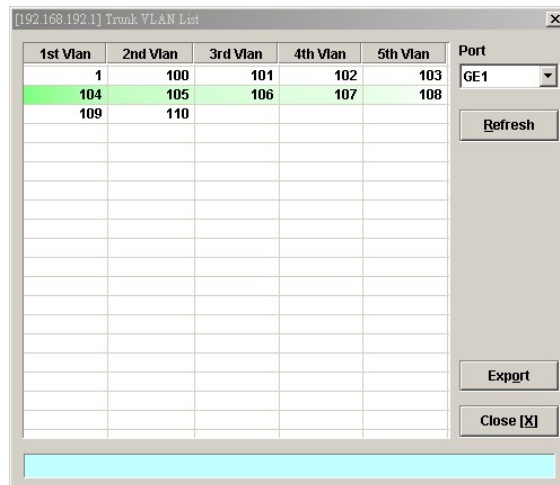 [192.168.192.1] Trunk VLAN List
1st Vlan 2nd Vlan 3rd Vlan 4th Vlan 5th Vlan
1 100 101 102 103
104 105 106 107 108
109 110
Port
GE1
Refresh
Export
Close [X]